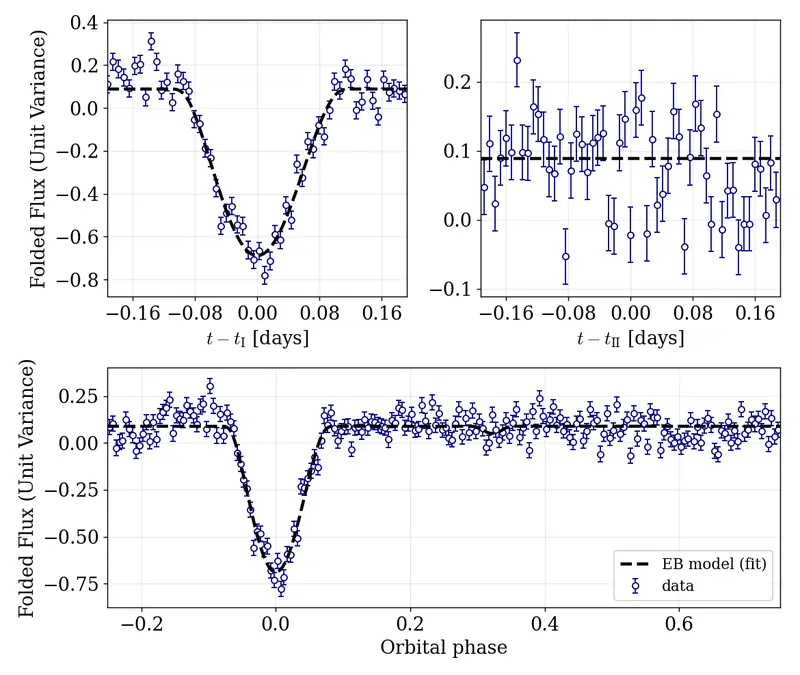 0.4
0.2
0.0
−0.2
−0.4
−0.6
−0.8
Folded Flux (Unit Variance)
−0.16 −0.08 0.00 0.08 0.16
t − tI [days]
0.2
0.1
0.0
−0.1
−0.16 −0.08 0.00 0.08 0.16
t − tII [days]
0.25
0.00
−0.25
−0.50
−0.75
Folded Flux (Unit Variance)
EB model (fit)
data
−0.2 0.0 0.2 0.4 0.6
Orbital phase